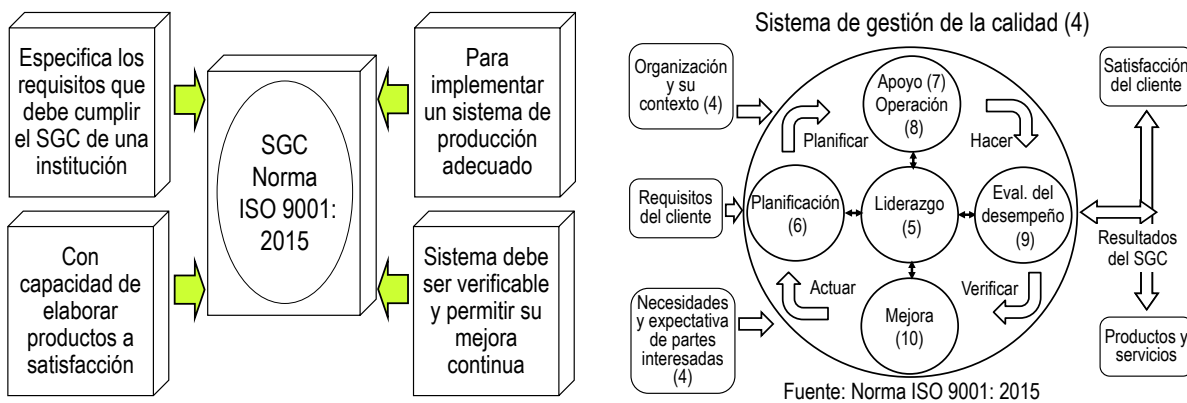 Especifica los
requisitos que
debe cumplir
el SGC de una
institución
Para
implementar
un sistema de
producción
adecuado
SGC
Norma
ISO 9001:
2015
Con
capacidad de
elaborar
productos a
satisfacción
Sistema debe
ser verificable
y permitir su
mejora
continua
Sistema de gestión de la calidad (4)
Organización
y su
contexto (4)
Requisitos
del cliente
Necesidades
y expectativa
de partes
interesadas
(4)
Apoyo (7)
Operación
(8)
Planificar
Hacer
Planificación
(6)
Liderazgo
(5)
Eval. del
desempeño
(9)
Actuar
Verificar
Mejora
(10)
Satisfacción
del cliente
Resultados
del SGC
Productos y
servicios
Fuente: Norma ISO 9001: 2015